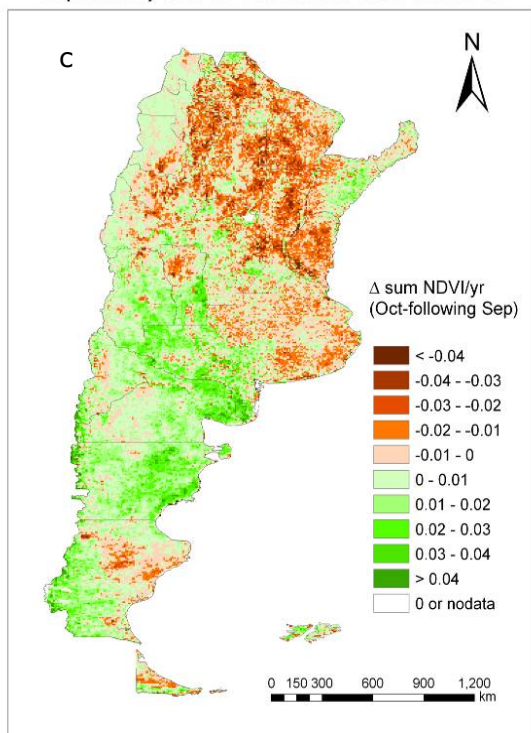 C
N
Δ sum NDVI/yr
(Oct-following Sep)
< -0.04
-0.04 - -0.03
-0.03 - -0.02
-0.02 - -0.01
-0.01 - 0
0 - 0.01
0.01 - 0.02
0.02 - 0.03
0.03 - 0.04
> 0.04
0 or nodata
0 150 300 600 900 1,200
km